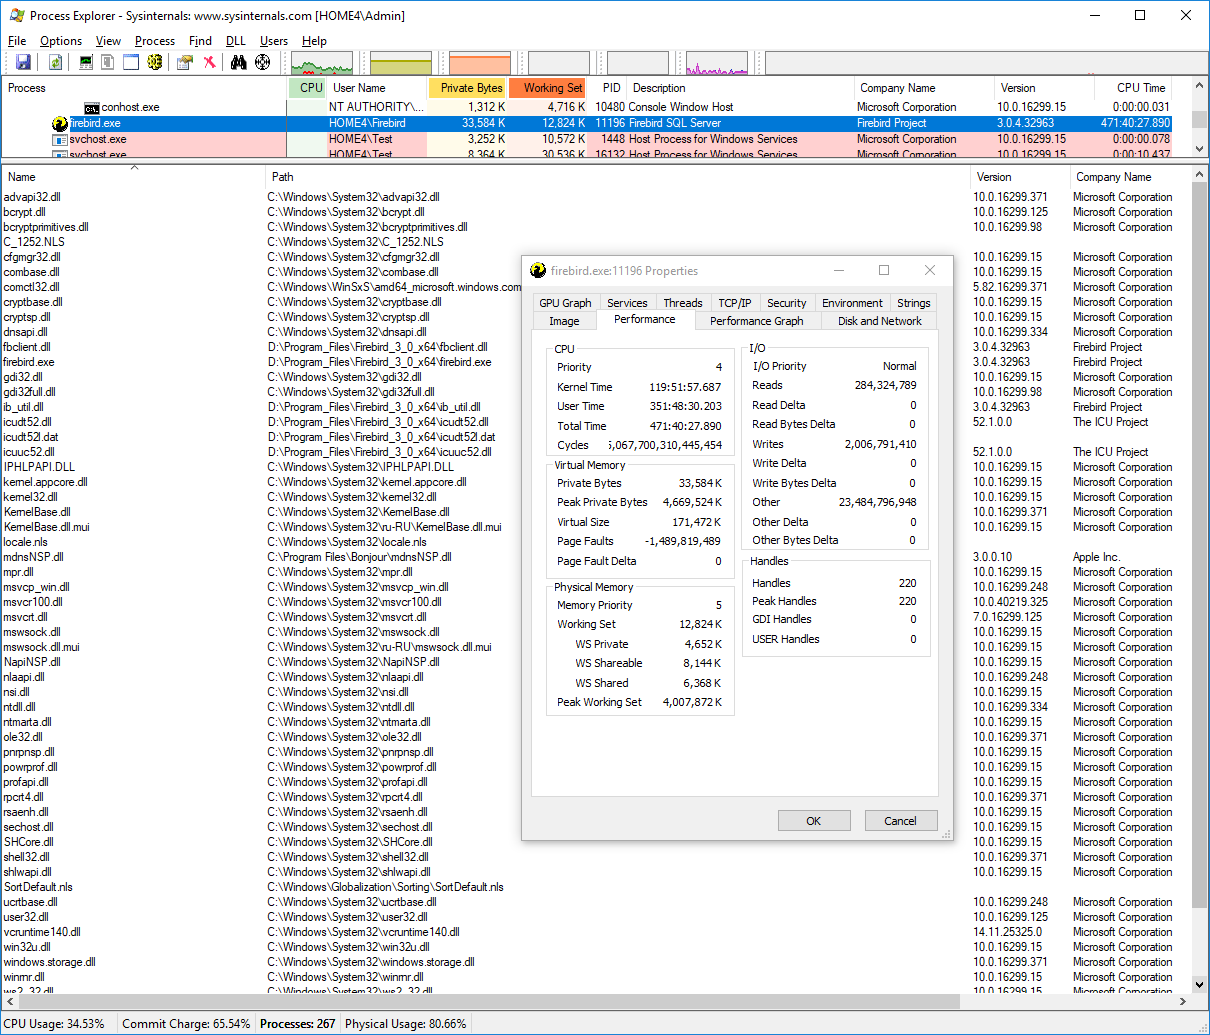 Process Explorer - Sysinternals: www.sysinternals.com [HOME4\Admin]
File Options View Process Find DLL Users Help
Process CPU User Name Private Bytes Working Set PID Description Company Name Version CPU Time
conhost.exe NT AUTHORITY\... 1,312 K 4,716 K 10480 Console Window Host Microsoft Corporation 10.0.16299.15 0:00:00.031
firebird.exe HOME4\Firebird 33,584 K 12,824 K 11196 Firebird SQL Server Firebird Project 3.0.4.32963 471:40:27.890
svchost.exe HOME4\Test 3,252 K 10,572 K 1448 Host Process for Windows Services Microsoft Corporation 10.0.16299.15 0:00:00.078
svchost.exe HOME4\Test 8,364 K 30,536 K 16132 Host Process for Windows Services Microsoft Corporation 10.0.16299.15 0:00:10.437
Name Path Version Company Name
advapi32.dll C:\Windows\System32\advapi32.dll 10.0.16299.371 Microsoft Corporation
bcrypt.dll C:\Windows\System32\bcrypt.dll 10.0.16299.125 Microsoft Corporation
bcryptprimitives.dll C:\Windows\System32\bcryptprimitives.dll 10.0.16299.98 Microsoft Corporation
C_1252.NLS C:\Windows\System32\C_1252.NLS
cfgmgr32.dll C:\Windows\System32\cfgmgr32.dll 10.0.16299.15 Microsoft Corporation
combase.dll C:\Windows\System32\combase.dll 10.0.16299.15 Microsoft Corporation
comctl32.dll C:\Windows\WinSxS\amd64_microsoft.windows.com 5.82.16299.371 Microsoft Corporation
cryptbase.dll C:\Windows\System32\cryptbase.dll 10.0.16299.15 Microsoft Corporation
cryptsp.dll C:\Windows\System32\cryptsp.dll 10.0.16299.15 Microsoft Corporation
dnsapi.dll C:\Windows\System32\dnsapi.dll 10.0.16299.334 Microsoft Corporation
fbclient.dll D:\Program_Files\Firebird_3_0_x64\fbclient.dll 3.0.4.32963 Firebird Project
firebird.exe D:\Program_Files\Firebird_3_0_x64\firebird.exe 3.0.4.32963 Firebird Project
gdi32.dll C:\Windows\System32\gdi32.dll 10.0.16299.15 Microsoft Corporation
gdi32full.dll C:\Windows\System32\gdi32full.dll 10.0.16299.98 Microsoft Corporation
ib_util.dll D:\Program_Files\Firebird_3_0_x64\ib_util.dll 3.0.4.32963 Firebird Project
icudt52.dll D:\Program_Files\Firebird_3_0_x64\icudt52.dll 52.1.0.0 The ICU Project
icudt52l.dat D:\Program_Files\Firebird_3_0_x64\icudt52l.dat
icuuc52.dll D:\Program_Files\Firebird_3_0_x64\icuuc52.dll 52.1.0.0 The ICU Project
IPHLPAPI.DLL C:\Windows\System32\IPHLPAPI.DLL 10.0.16299.15 Microsoft Corporation
kernel.appcore.dll C:\Windows\System32\kernel.appcore.dll 10.0.16299.15 Microsoft Corporation
kernel32.dll C:\Windows\System32\kernel32.dll 10.0.16299.15 Microsoft Corporation
KernelBase.dll C:\Windows\System32\KernelBase.dll 10.0.16299.371 Microsoft Corporation
KernelBase.dll.mui C:\Windows\System32\ru-RU\KernelBase.dll.mui 10.0.16299.15 Microsoft Corporation
locale.nls C:\Windows\System32\locale.nls
mdnsNSP.dll C:\Program Files\Bonjour\mdnsNSP.dll 3.0.0.10 Apple Inc.
mpr.dll C:\Windows\System32\mpr.dll 10.0.16299.15 Microsoft Corporation
msvcp_win.dll C:\Windows\System32\msvcp_win.dll 10.0.16299.248 Microsoft Corporation
msvcr100.dll C:\Windows\System32\msvcr100.dll 10.0.40219.325 Microsoft Corporation
msvcrt.dll C:\Windows\System32\msvcrt.dll 7.0.16299.125 Microsoft Corporation
mswsock.dll C:\Windows\System32\mswsock.dll 10.0.16299.15 Microsoft Corporation
mswsock.dll.mui C:\Windows\System32\ru-RU\mswsock.dll.mui 10.0.16299.15 Microsoft Corporation
NapiNSP.dll C:\Windows\System32\NapiNSP.dll 10.0.16299.15 Microsoft Corporation
nlaapi.dll C:\Windows\System32\nlaapi.dll 10.0.16299.248 Microsoft Corporation
nsi.dll C:\Windows\System32\nsi.dll 10.0.16299.15 Microsoft Corporation
ntdll.dll C:\Windows\System32\ntdll.dll 10.0.16299.334 Microsoft Corporation
ntmarta.dll C:\Windows\System32\ntmarta.dll 10.0.16299.15 Microsoft Corporation
ole32.dll C:\Windows\System32\ole32.dll 10.0.16299.371 Microsoft Corporation
pnrpnsp.dll C:\Windows\System32\pnrpnsp.dll 10.0.16299.15 Microsoft Corporation
powrprof.dll C:\Windows\System32\powrprof.dll 10.0.16299.15 Microsoft Corporation
profapi.dll C:\Windows\System32\profapi.dll 10.0.16299.15 Microsoft Corporation
rpcrt4.dll C:\Windows\System32\rpcrt4.dll 10.0.16299.371 Microsoft Corporation
rsaenh.dll C:\Windows\System32\rsaenh.dll 10.0.16299.15 Microsoft Corporation
sechost.dll C:\Windows\System32\sechost.dll 10.0.16299.15 Microsoft Corporation
SHCore.dll C:\Windows\System32\SHCore.dll 10.0.16299.15 Microsoft Corporation
shell32.dll C:\Windows\System32\shell32.dll 10.0.16299.371 Microsoft Corporation
shlwapi.dll C:\Windows\System32\shlwapi.dll 10.0.16299.15 Microsoft Corporation
SortDefault.nls C:\Windows\Globalization\Sorting\SortDefault.nls
ucrtbase.dll C:\Windows\System32\ucrtbase.dll 10.0.16299.248 Microsoft Corporation
user32.dll C:\Windows\System32\user32.dll 10.0.16299.125 Microsoft Corporation
vcruntime140.dll C:\Windows\System32\vcruntime140.dll 14.11.25325.0 Microsoft Corporation
win32u.dll C:\Windows\System32\win32u.dll 10.0.16299.15 Microsoft Corporation
windows.storage.dll C:\Windows\System32\windows.storage.dll 10.0.16299.371 Microsoft Corporation
winmr.dll C:\Windows\System32\winmr.dll 10.0.16299.15 Microsoft Corporation
ws2_32.dll C:\Windows\System32\ws2_32.dll 10.0.16299.15 Microsoft Corporation
firebird.exe:11196 Properties
GPU Graph Services Threads TCP/IP Security Environment Strings
Image Performance Performance Graph Disk and Network
CPU
Priority 4
Kernel Time 119:51:57.687
User Time 351:48:30.203
Total Time 471:40:27.890
Cycles 5,067,700,310,445,454
Virtual Memory
Private Bytes 33,584 K
Peak Private Bytes 4,669,524 K
Virtual Size 171,472 K
Page Faults -1,489,819,489
Page Fault Delta 0
Physical Memory
Memory Priority 5
Working Set 12,824 K
WS Private 4,652 K
WS Shareable 8,144 K
WS Shared 6,368 K
Peak Working Set 4,007,872 K
I/O
I/O Priority Normal
Reads 284,324,789
Read Delta 0
Read Bytes Delta 0
Writes 2,006,791,410
Write Delta 0
Write Bytes Delta 0
Other 23,484,796,948
Other Delta 0
Other Bytes Delta 0
Handles
Handles 220
Peak Handles 220
GDI Handles 0
USER Handles 0
OK Cancel
CPU Usage: 34.53% Commit Charge: 65.54% Processes: 267 Physical Usage: 80.66%